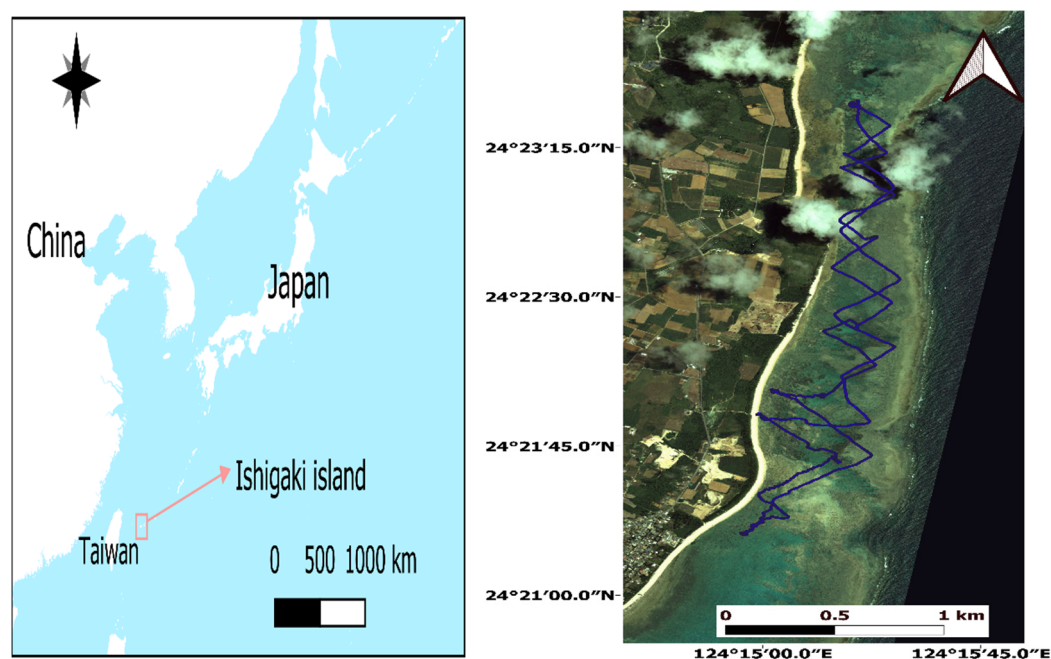 China
Japan
Ishigaki island
Taiwan
0 500 1000 km
24°23′15.0″N
24°22′30.0″N
24°21′45.0″N
24°21′00.0″N
0 0.5 1 km
124°15′00.0″E 124°15′45.0″E